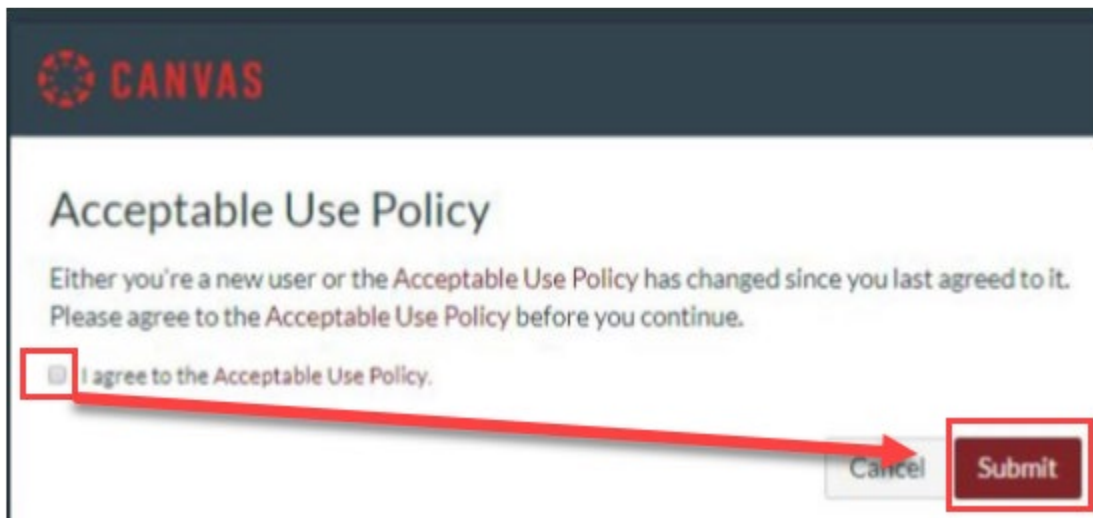 CANVAS
Acceptable Use Policy
Either you're a new user or the Acceptable Use Policy has changed since you last agreed to it.
Please agree to the Acceptable Use Policy before you continue.
I agree to the Acceptable Use Policy.
Cancel Submit